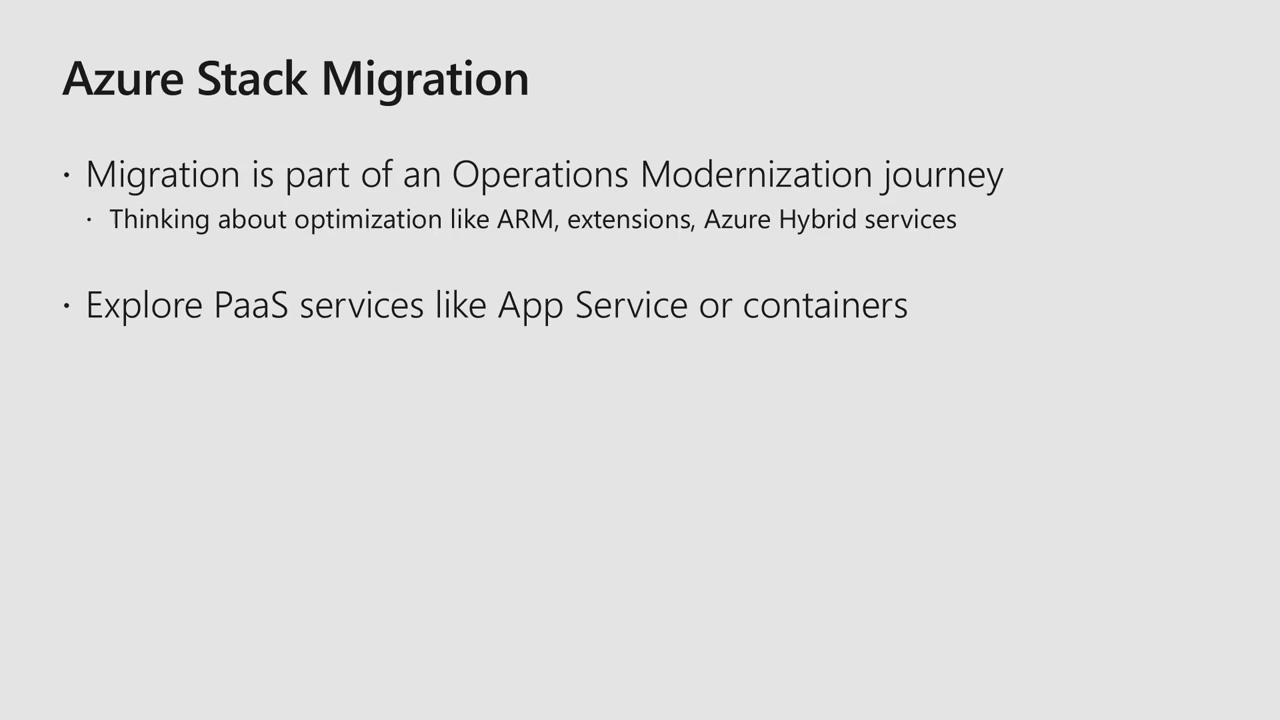 Azure Stack Migration
· Migration is part of an Operations Modernization journey
· Thinking about optimization like ARM, extensions, Azure Hybrid services
· Explore PaaS services like App Service or containers